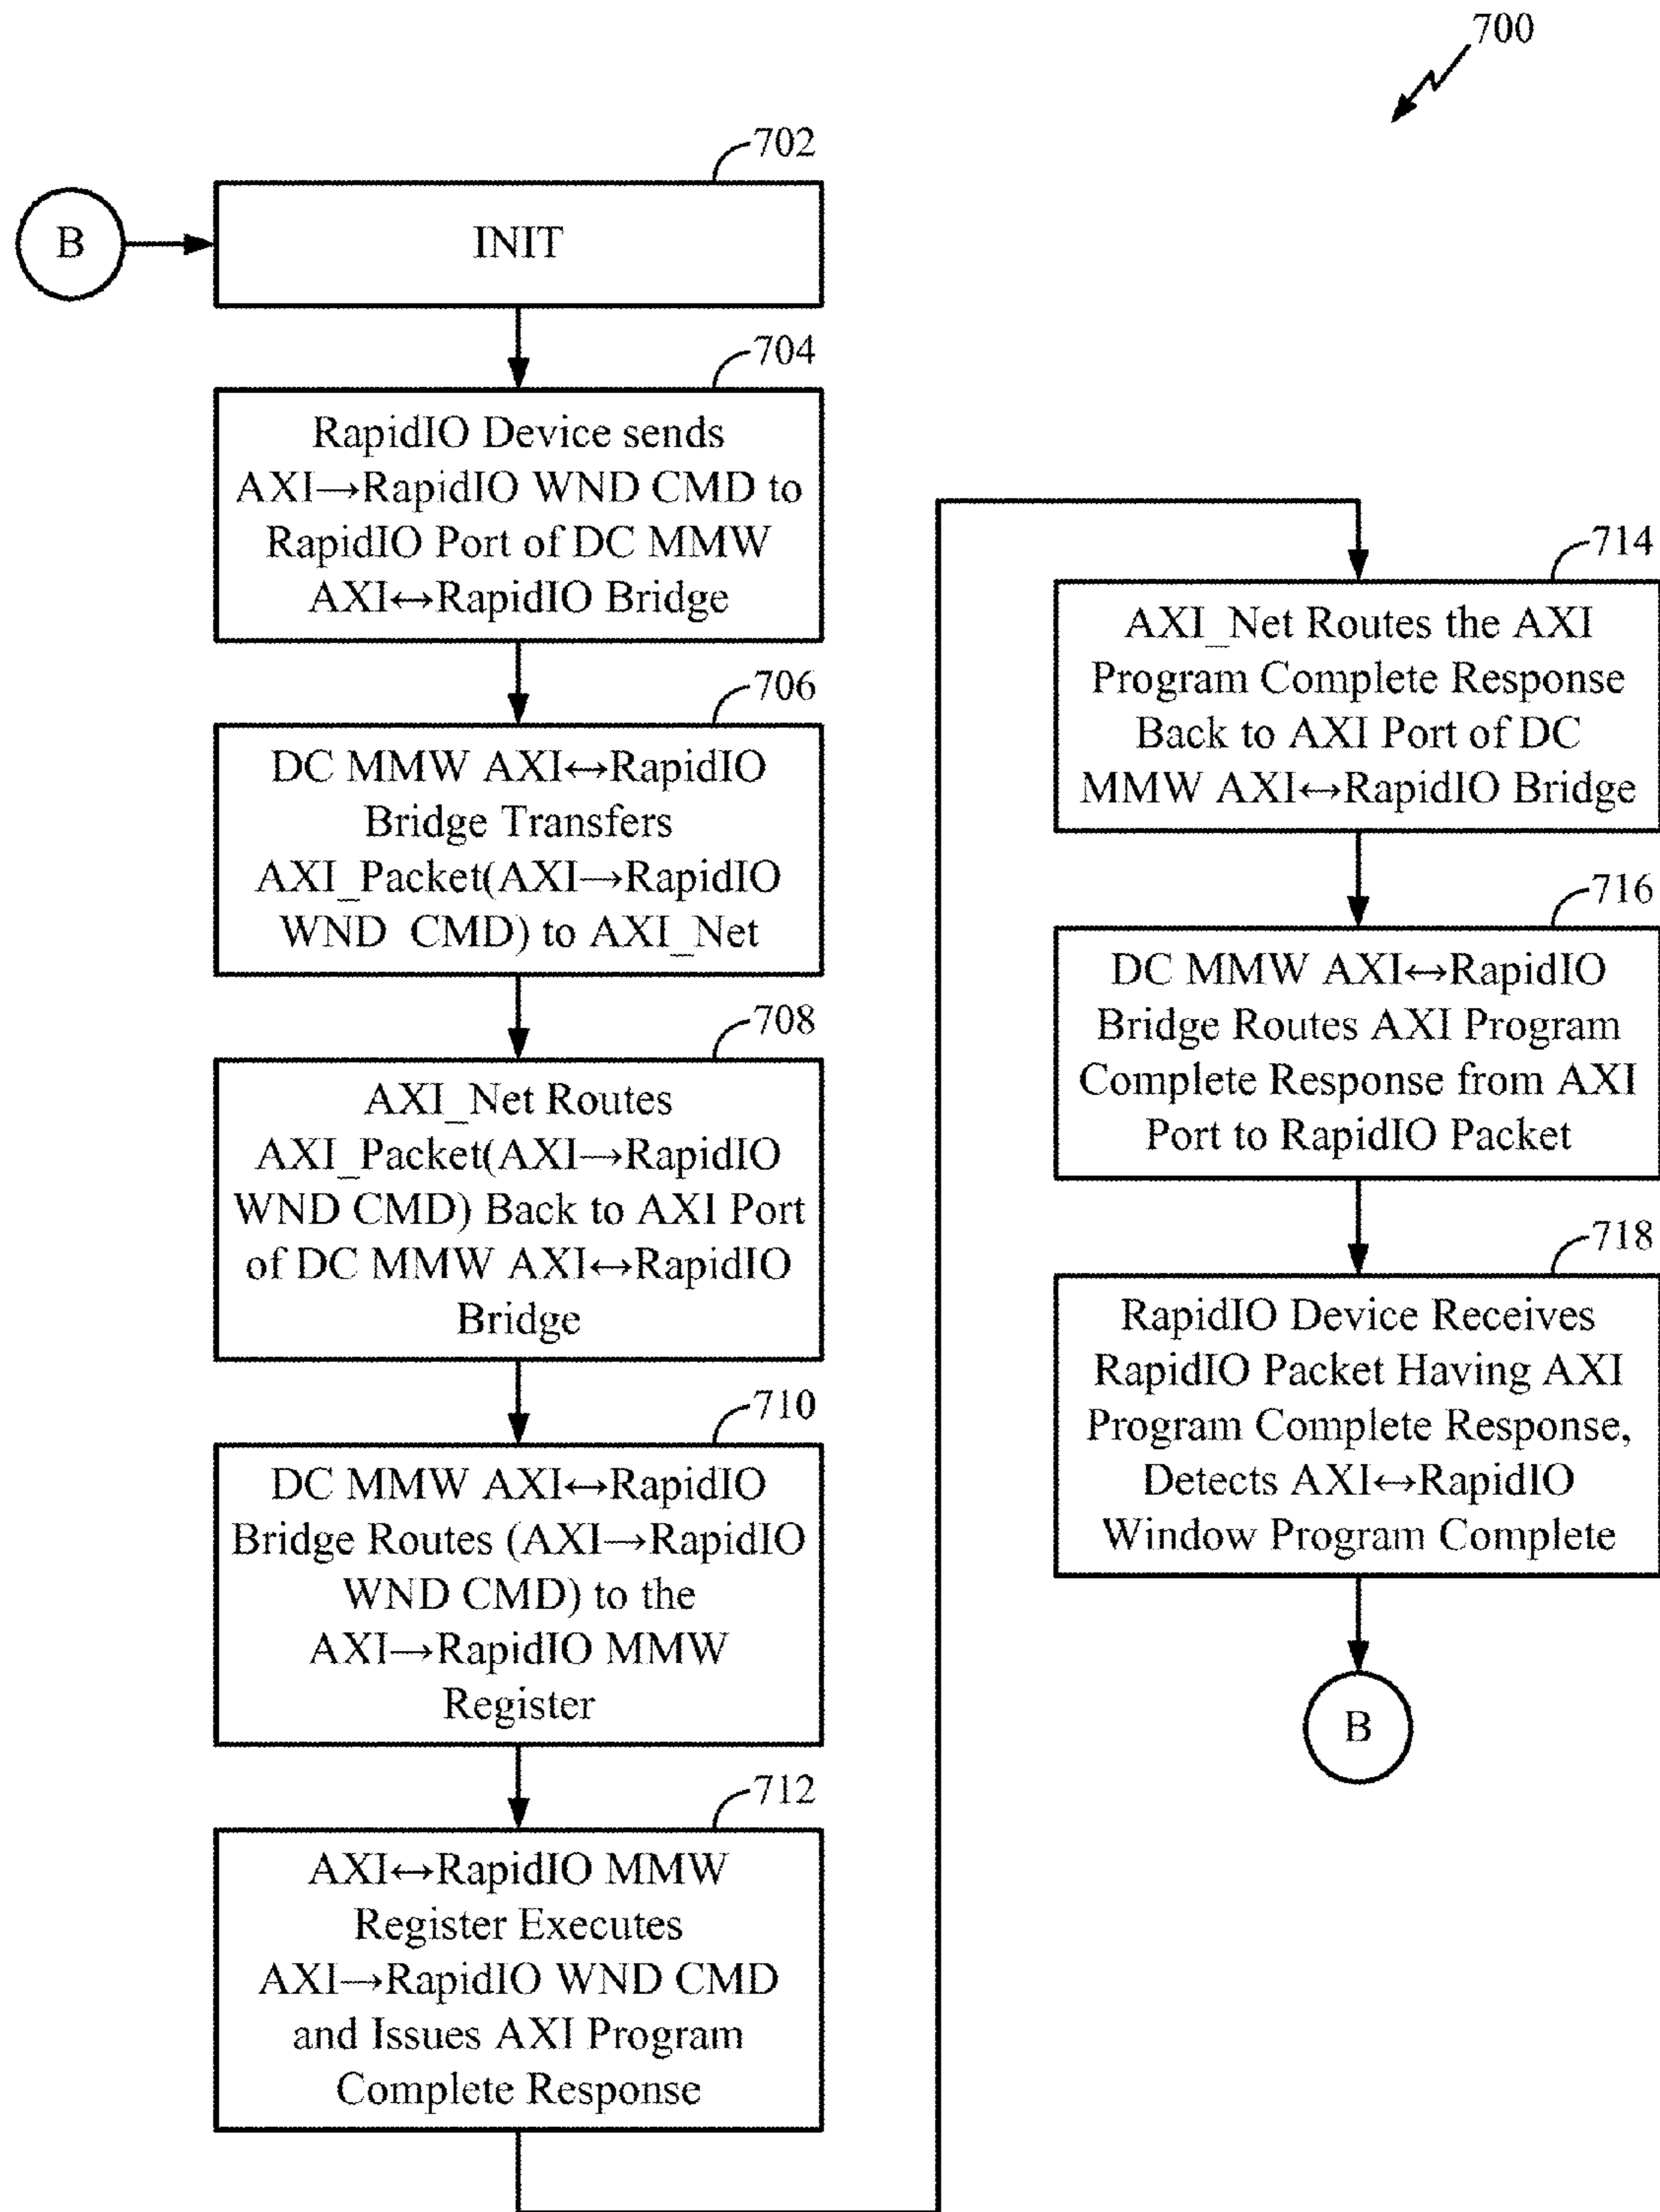 700
702
B
INIT
704
RapidIO Device sends
AXI→RapidIO WND CMD to
RapidIO Port of DC MMW
AXI↔RapidIO Bridge
706
DC MMW AXI↔RapidIO
Bridge Transfers
AXI_Packet(AXI→RapidIO
WND CMD) to AXI_Net
708
AXI_Net Routes
AXI_Packet(AXI→RapidIO
WND CMD) Back to AXI Port
of DC MMW AXI↔RapidIO
Bridge
710
DC MMW AXI↔RapidIO
Bridge Routes (AXI→RapidIO
WND CMD) to the
AXI→RapidIO MMW
Register
712
AXI↔RapidIO MMW
Register Executes
AXI→RapidIO WND CMD
and Issues AXI Program
Complete Response
714
AXI_Net Routes the AXI
Program Complete Response
Back to AXI Port of DC
MMW AXI↔RapidIO Bridge
716
DC MMW AXI↔RapidIO
Bridge Routes AXI Program
Complete Response from AXI
Port to RapidIO Packet
718
RapidIO Device Receives
RapidIO Packet Having AXI
Program Complete Response,
Detects AXI↔RapidIO
Window Program Complete
B